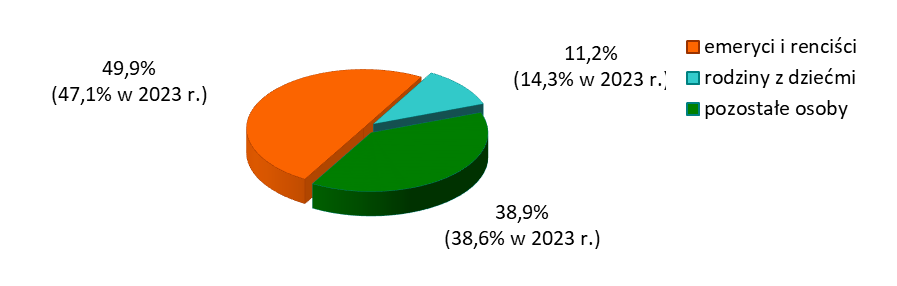 49,9%
(47,1% w 2023 r.)
11,2%
(14,3% w 2023 r.)
38,9%
(38,6% w 2023 r.)
emeryci i renciści
rodziny z dziećmi
pozostałe osoby